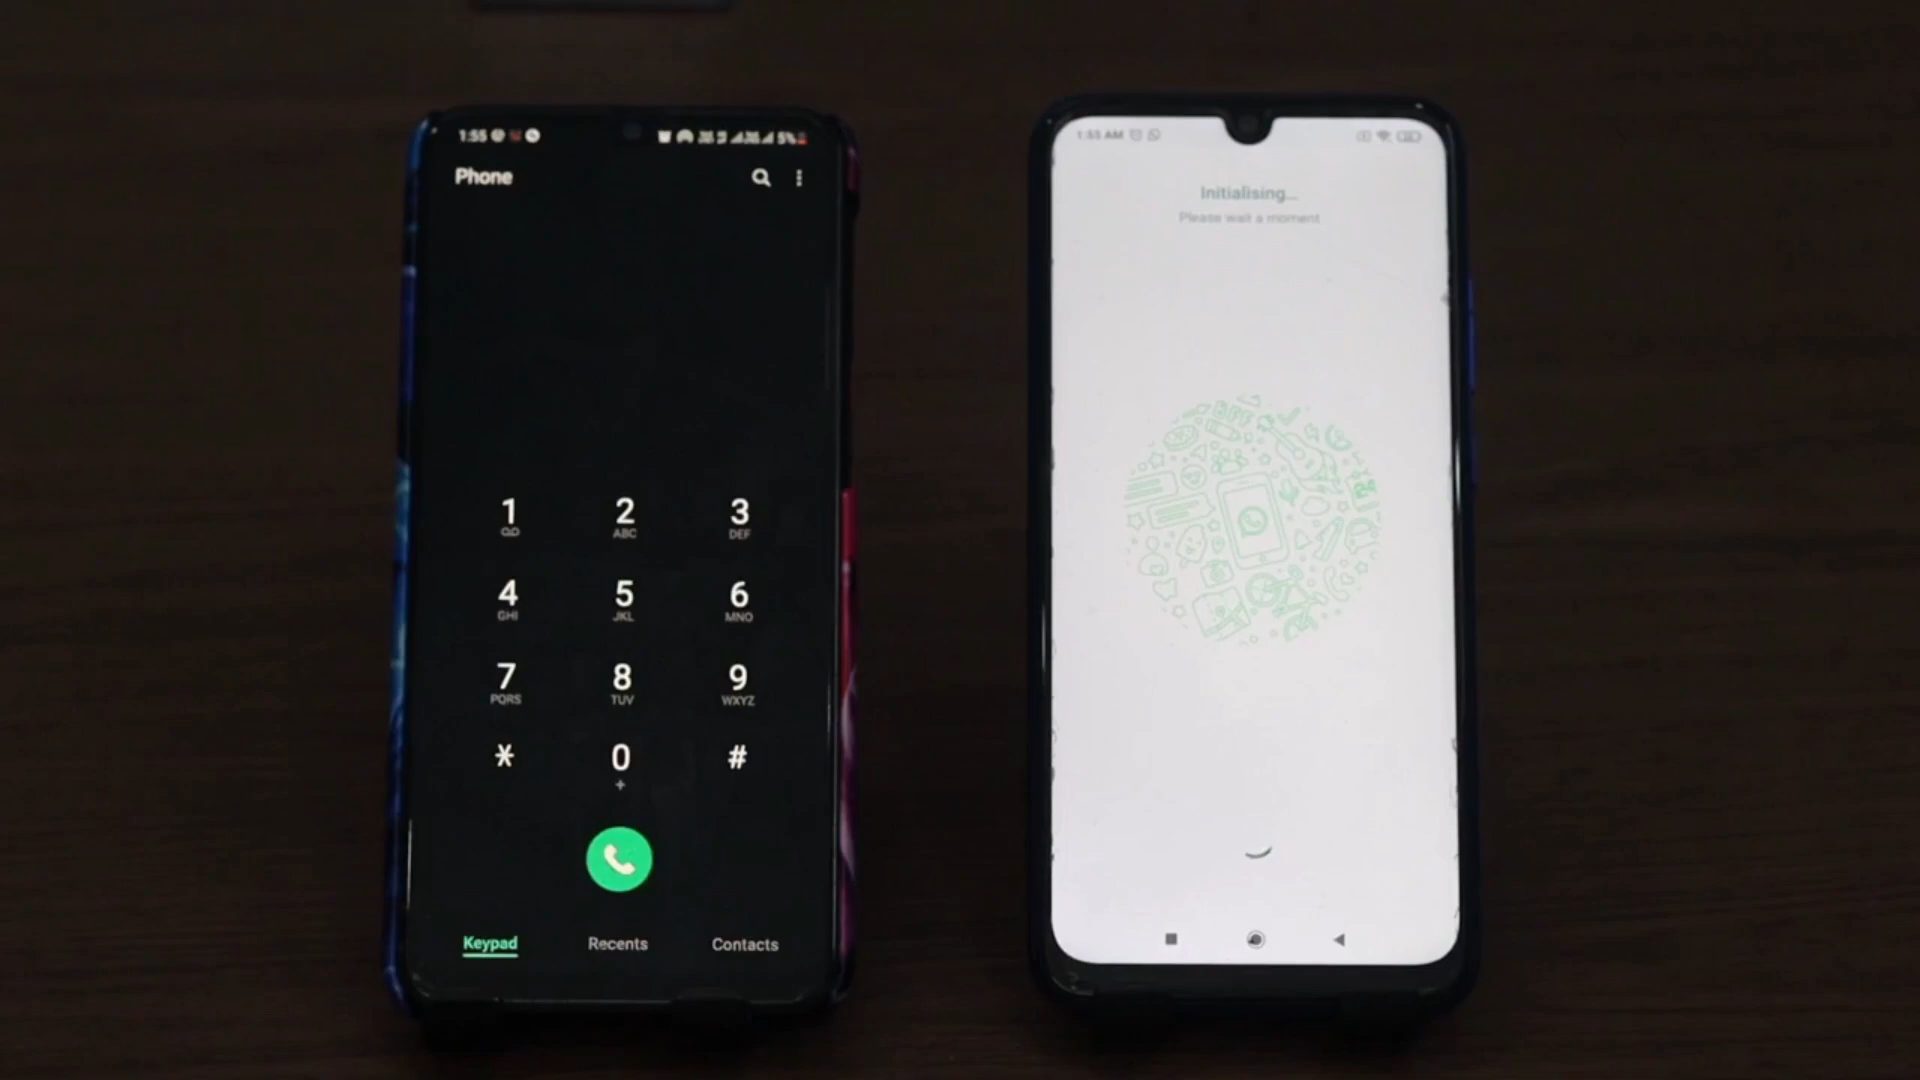 1:55
5%
Phone
1 2 3
ABC DEF
4 5 6
GHI JKL MNO
7 8 9
PQRS TUV WXYZ
* 0 #
+
Keypad Recents Contacts
1:55 AM
Initialising...
Please wait a moment